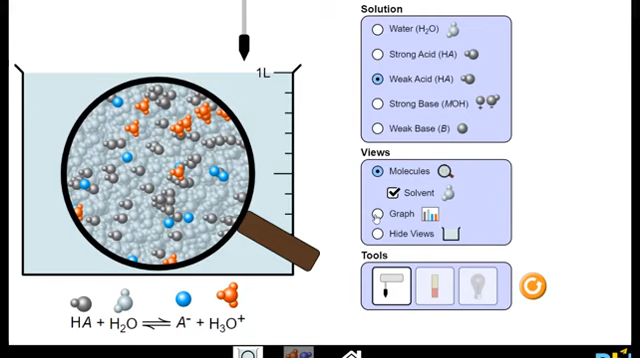 Solution
Water (H₂O)
Strong Acid (HA)
Weak Acid (HA)
Strong Base (MOH)
Weak Base (B)
Views
Molecules
Solvent
Graph
Hide Views
Tools
1L
HA + H₂O ⇌ A⁻ + H₃O⁺